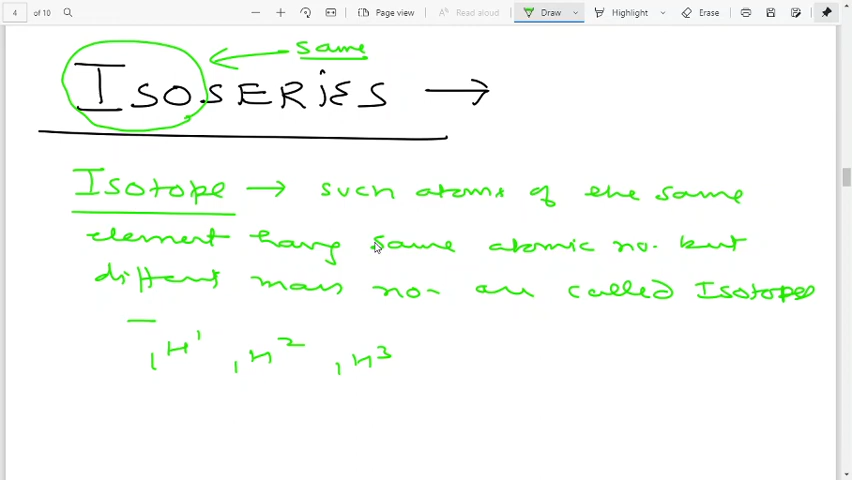 4 of 10 Page view Read aloud Draw Highlight Erase
same
ISOSERiES →
Isotope → such atoms of the same
element having same atomic no. but
different mass no. are called Isotope
₁H¹ , ₁H² , ₁H³